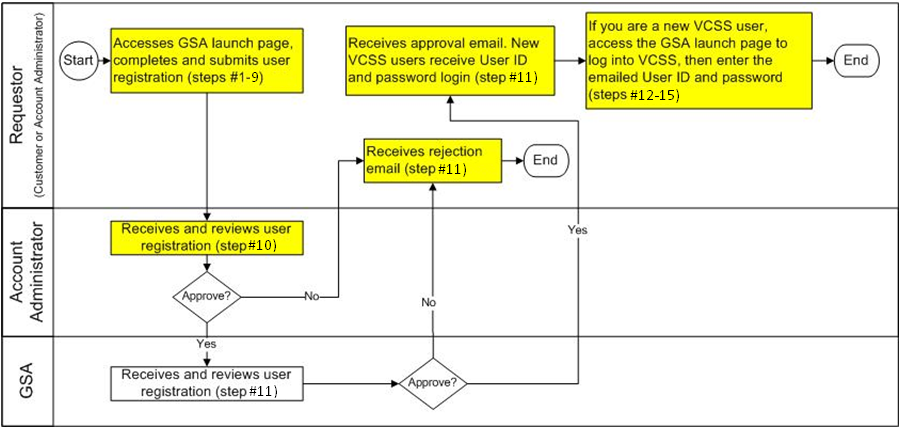 Requestor
(Customer or Account Administrator)
Start
Accesses GSA launch page,
completes and submits user
registration (steps #1-9)
Receives approval email. New
VCSS users receive User ID
and password login (step #11)
If you are a new VCSS user,
access the GSA launch page to
log into VCSS, then enter the
emailed User ID and password
(steps #12-15)
End
Receives rejection
email (step #11)
End
Account
Administrator
Receives and reviews user
registration (step #10)
Approve?
No
Yes
No
Yes
GSA
Receives and reviews user
registration (step #11)
Approve?